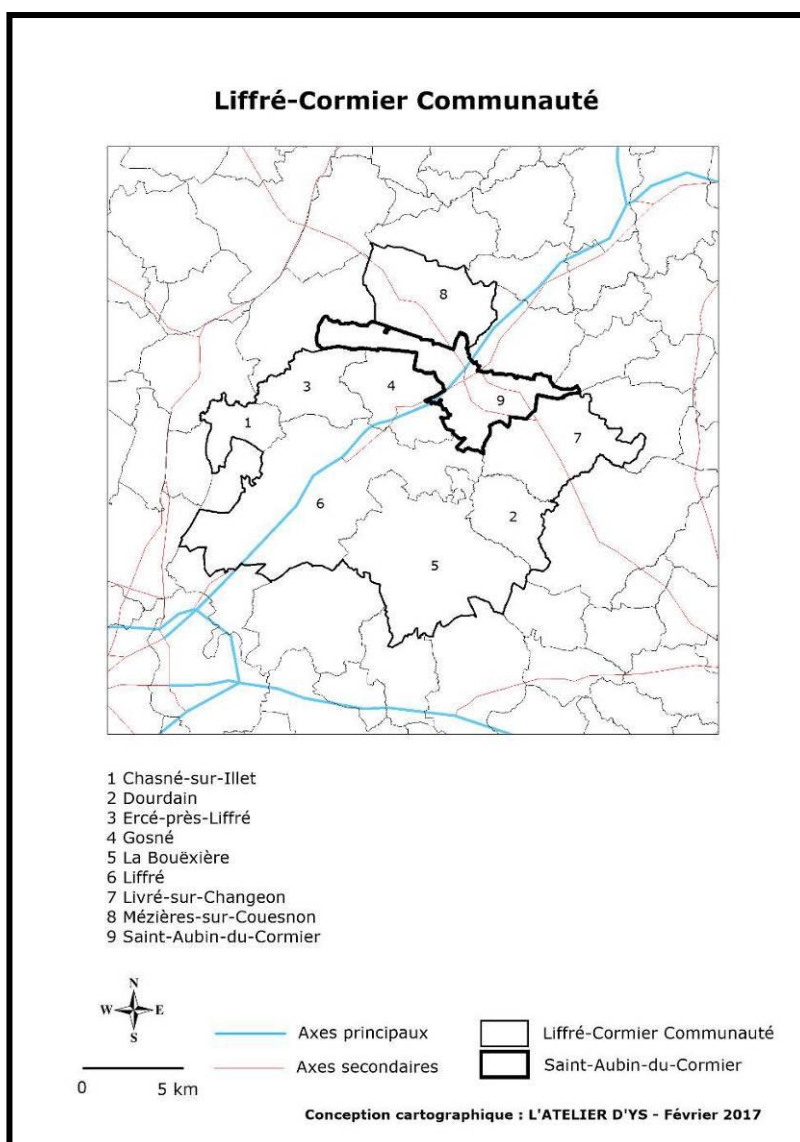 Liffré-Cormier Communauté
8
3
4
9
1
7
6
2
5
1 Chasné-sur-Illet
2 Dourdain
3 Ercé-près-Liffré
4 Gosné
5 La Bouëxière
6 Liffré
7 Livré-sur-Changeon
8 Mézières-sur-Couesnon
9 Saint-Aubin-du-Cormier
N
W E
S
0 5 km
Axes principaux
Axes secondaires
Liffré-Cormier Communauté
Saint-Aubin-du-Cormier
Conception cartographique : L'ATELIER D'YS - Février 2017